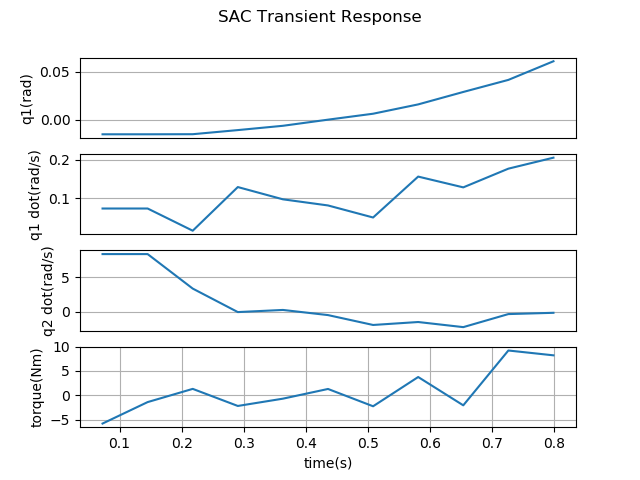 SAC Transient Response
q1(rad)
0.05
0.00
q1 dot(rad/s)
0.2
0.1
q2 dot(rad/s)
5
0
torque(Nm)
10
5
0
−5
0.1 0.2 0.3 0.4 0.5 0.6 0.7 0.8
time(s)